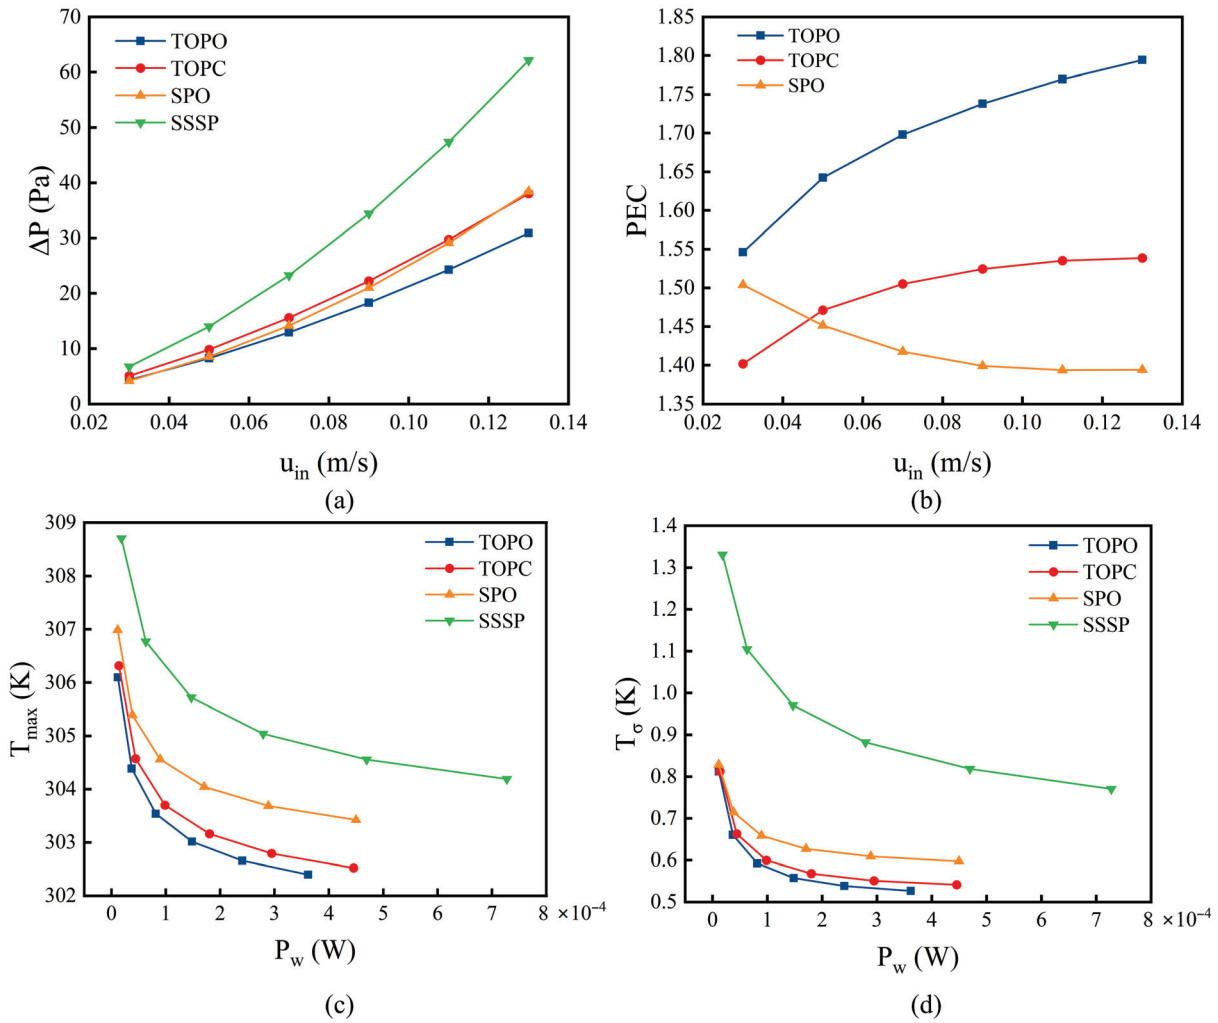 70
60
50
40
30
20
10
0
ΔP (Pa)
TOPO
TOPC
SPO
SSSP
0.02 0.04 0.06 0.08 0.10 0.12 0.14
u_in (m/s)
(a)
1.85
1.80
1.75
1.70
1.65
1.60
1.55
1.50
1.45
1.40
1.35
PEC
TOPO
TOPC
SPO
0.02 0.04 0.06 0.08 0.10 0.12 0.14
u_in (m/s)
(b)
309
308
307
306
305
304
303
302
T_max (K)
TOPO
TOPC
SPO
SSSP
0 1 2 3 4 5 6 7 8 ×10⁻⁴
P_w (W)
(c)
1.4
1.3
1.2
1.1
1.0
0.9
0.8
0.7
0.6
0.5
T_σ (K)
TOPO
TOPC
SPO
SSSP
0 1 2 3 4 5 6 7 8 ×10⁻⁴
P_w (W)
(d)